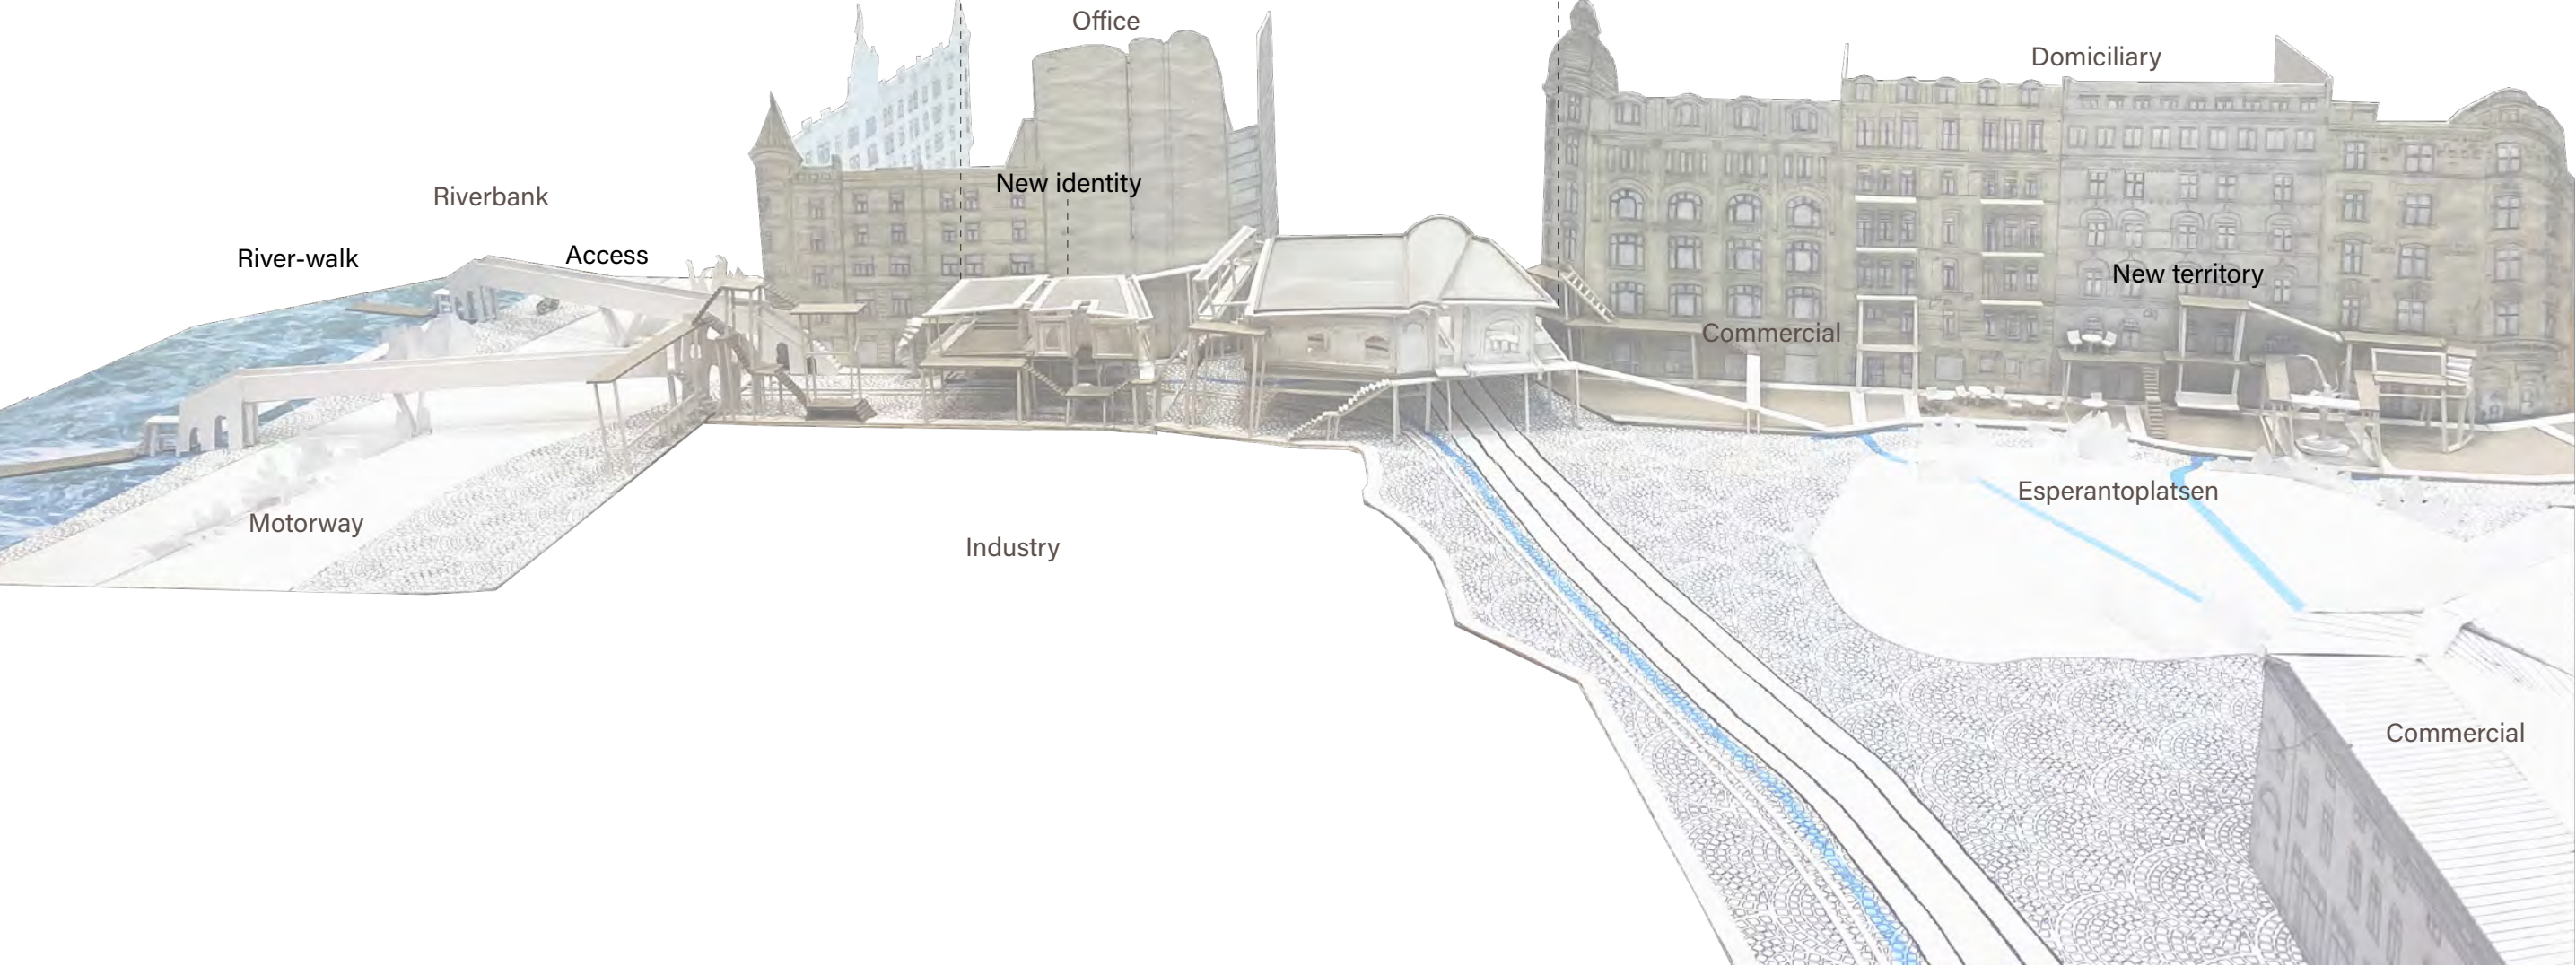 Office
Domiciliary
New identity
Riverbank
River-walk
Access
New territory
Commercial
Esperantoplatsen
Motorway
Industry
Commercial